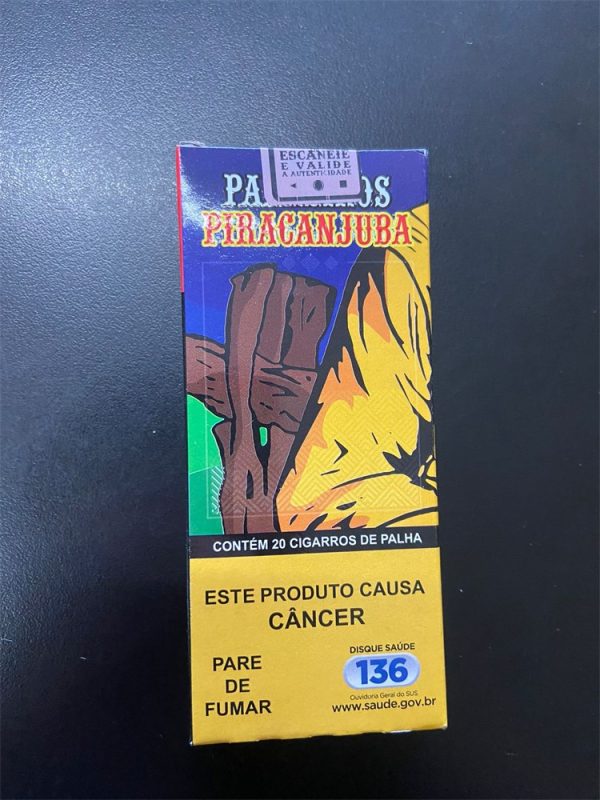 ESCANEIE
E VALIDE
A AUTENTICIDADE
PIRACANJUBA
CONTÉM 20 CIGARROS DE PALHA
ESTE PRODUTO CAUSA
CÂNCER
PARE
DE
FUMAR
DISQUE SAÚDE
136
Ouvidoria Geral do SUS
www.saude.gov.br